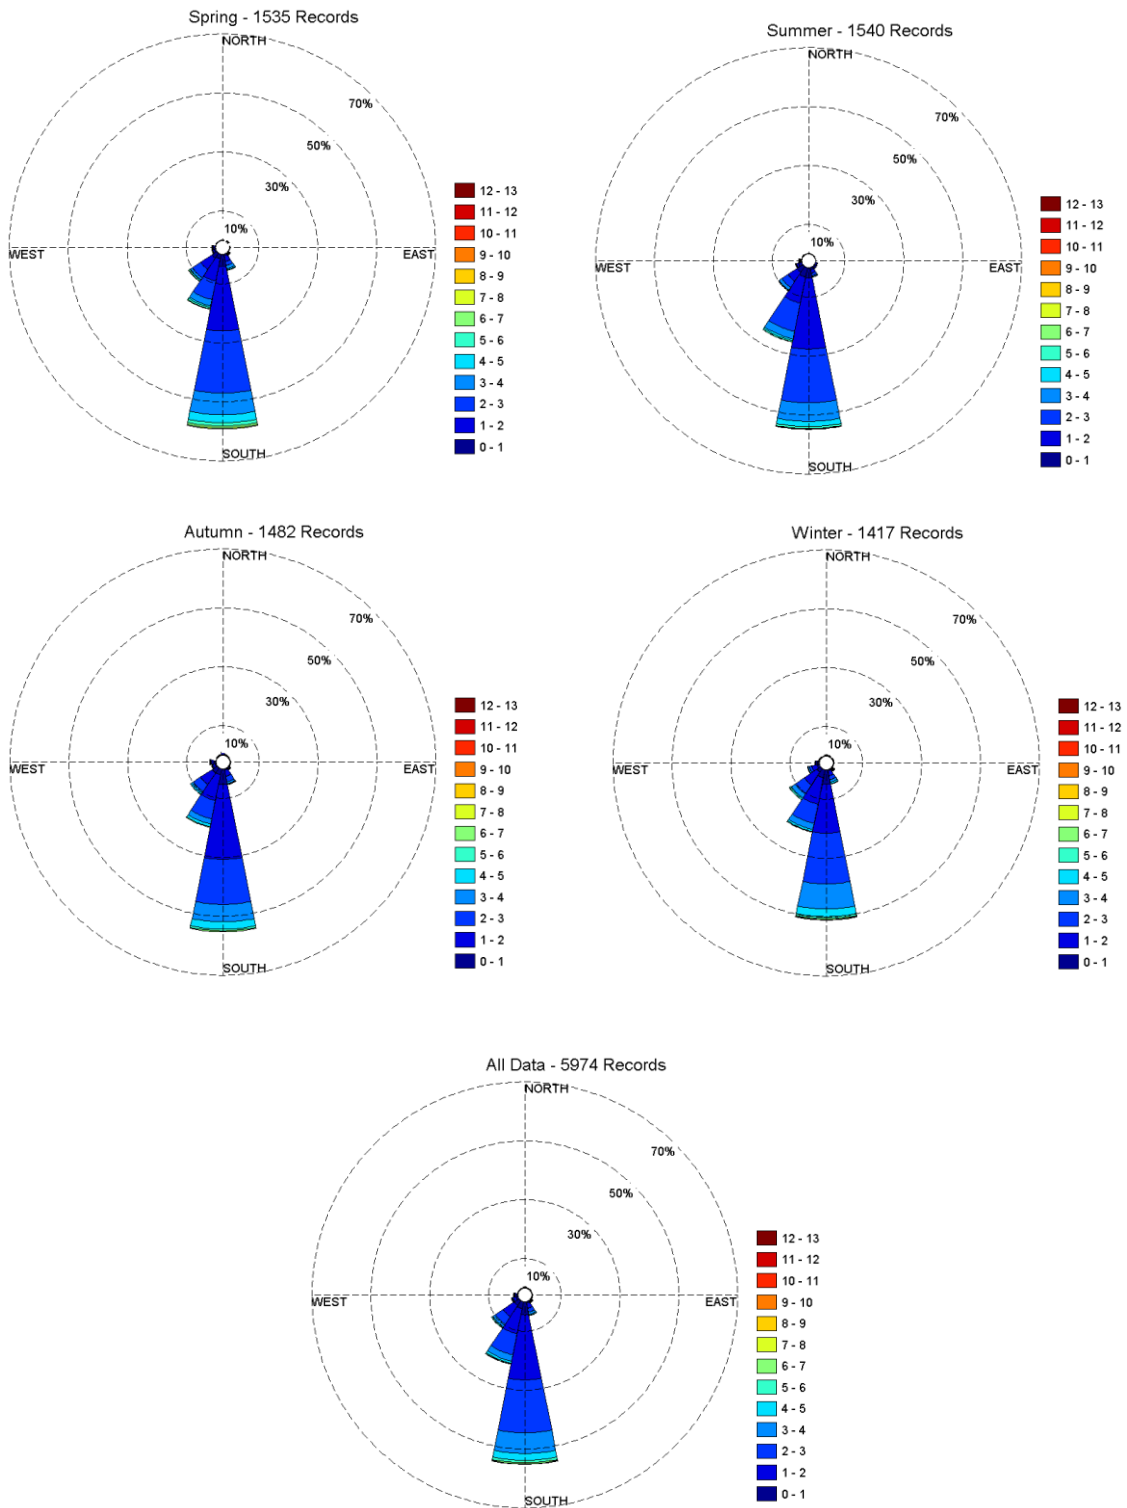 Spring - 1535 Records
NORTH
70%
50%
30%
10%
WEST
EAST
SOUTH
12 - 13
11 - 12
10 - 11
9 - 10
8 - 9
7 - 8
6 - 7
5 - 6
4 - 5
3 - 4
2 - 3
1 - 2
0 - 1
Summer - 1540 Records
NORTH
70%
50%
30%
10%
WEST
EAST
SOUTH
12 - 13
11 - 12
10 - 11
9 - 10
8 - 9
7 - 8
6 - 7
5 - 6
4 - 5
3 - 4
2 - 3
1 - 2
0 - 1
Autumn - 1482 Records
NORTH
70%
50%
30%
10%
WEST
EAST
SOUTH
12 - 13
11 - 12
10 - 11
9 - 10
8 - 9
7 - 8
6 - 7
5 - 6
4 - 5
3 - 4
2 - 3
1 - 2
0 - 1
Winter - 1417 Records
NORTH
70%
50%
30%
10%
WEST
EAST
SOUTH
12 - 13
11 - 12
10 - 11
9 - 10
8 - 9
7 - 8
6 - 7
5 - 6
4 - 5
3 - 4
2 - 3
1 - 2
0 - 1
All Data - 5974 Records
NORTH
70%
50%
30%
10%
WEST
EAST
SOUTH
12 - 13
11 - 12
10 - 11
9 - 10
8 - 9
7 - 8
6 - 7
5 - 6
4 - 5
3 - 4
2 - 3
1 - 2
0 - 1